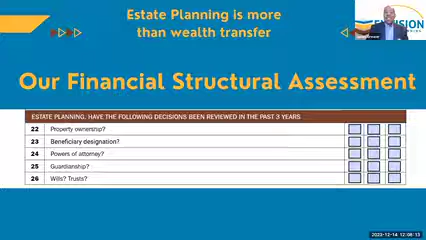 Estate Planning is more
than wealth transfer
Our Financial Structural Assessment
ESTATE PLANNING. HAVE THE FOLLOWING DECISIONS BEEN REVIEWED IN THE PAST 3 YEARS
22 Property ownership?
23 Beneficiary designation?
24 Powers of attorney?
25 Guardianship?
26 Wills? Trusts?
2023-12-14 12:08:13